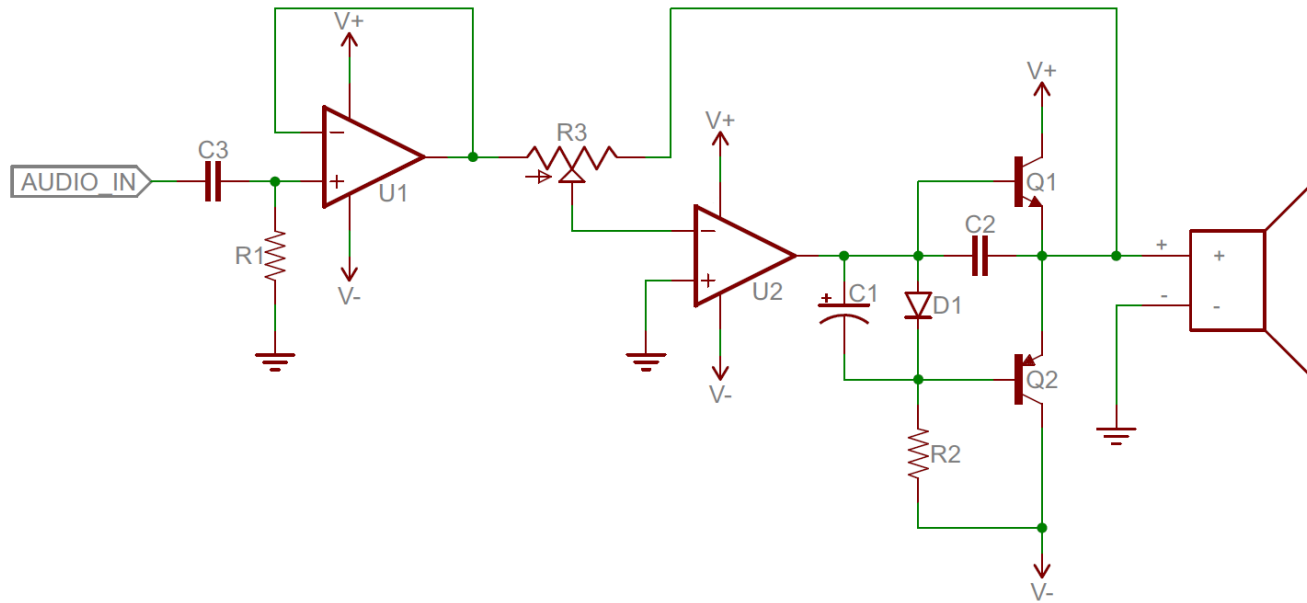 V+
V+
R3
V+
C3
AUDIO_IN
-
+
U1
Q1
R1
C2
-
+
+
+
U2
+
C1
D1
-
-
V-
Q2
V-
R2
V-